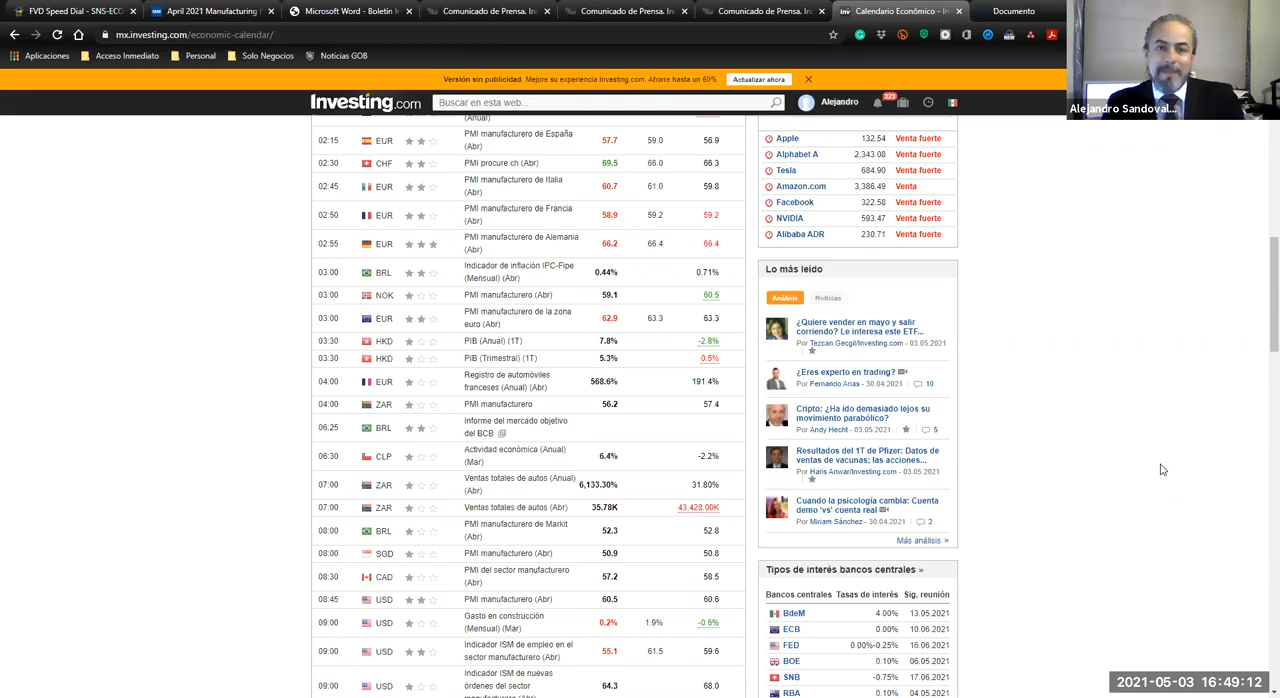 FVD Speed Dial - SNS-ECO
April 2021 Manufacturing
Microsoft Word - Boletin I
Comunicado de Prensa. Ind
Comunicado de Prensa. Ind
Comunicado de Prensa. Ind
Calendario Económico - In
Documento
mx.investing.com/economic-calendar/
Aplicaciones
Acceso Inmediato
Personal
Solo Negocios
Noticias GOB
Versión sin publicidad. Mejore su experiencia Investing.com. Ahorre hasta un 60%
Actualizar ahora
Alejandro Sandoval...
Investing.com
Buscar en esta web...
Alejandro
323
(Anual)
02:15 EUR PMI manufacturero de España (Abr) 57.7 59.0 56.9
02:30 CHF PMI procure.ch (Abr) 69.5 66.0 66.3
02:45 EUR PMI manufacturero de Italia (Abr) 60.7 61.0 59.8
02:50 EUR PMI manufacturero de Francia (Abr) 58.9 59.2 59.2
02:55 EUR PMI manufacturero de Alemania (Abr) 66.2 66.4 66.4
03:00 BRL Indicador de inflación IPC-Fipe (Mensual) (Abr) 0.44% 0.71%
03:00 NOK PMI manufacturero (Abr) 59.1 60.5
03:00 EUR PMI manufacturero de la zona euro (Abr) 62.9 63.3 63.3
03:30 HKD PIB (Anual) (1T) 7.8% -2.8%
03:30 HKD PIB (Trimestral) (1T) 5.3% 0.5%
04:00 EUR Registro de automóviles franceses (Anual) (Abr) 568.6% 191.4%
04:00 ZAR PMI manufacturero 56.2 57.4
06:25 BRL Informe del mercado objetivo del BCB
06:30 CLP Actividad económica (Anual) (Mar) 6.4% -2.2%
07:00 ZAR Ventas totales de autos (Anual) (Abr) 6,133.30% 31.80%
07:00 ZAR Ventas totales de autos (Abr) 35.78K 43,428.00K
08:00 BRL PMI manufacturero de Markit (Abr) 52.3 52.8
08:00 SGD PMI manufacturero (Abr) 50.9 50.8
08:30 CAD PMI del sector manufacturero (Abr) 57.2 58.5
08:45 USD PMI manufacturero (Abr) 60.5 60.6
09:00 USD Gasto en construcción (Mensual) (Mar) 0.2% 1.9% -0.6%
09:00 USD Indicador ISM de empleo en el sector manufacturero (Abr) 55.1 61.5 59.6
09:00 USD Indicador ISM de nuevas órdenes del sector 64.3 68.0
Apple 132.54 Venta fuerte
Alphabet A 2,343.08 Venta fuerte
Tesla 684.90 Venta fuerte
Amazon.com 3,386.49 Venta
Facebook 322.58 Venta fuerte
NVIDIA 593.47 Venta fuerte
Alibaba ADR 230.71 Venta fuerte
Lo más leído
Análisis
Noticias
¿Quiere vender en mayo y salir
corriendo? Le interesa este ETF...
Por Tezcan Gecgil/Investing.com - 03.05.2021
¿Eres experto en trading?
Por Fernando Arias - 30.04.2021 10
Cripto: ¿Ha ido demasiado lejos su
movimiento parabólico?
Por Andy Hecht - 03.05.2021 5
Resultados del 1T de Pfizer: Datos de
ventas de vacunas; las acciones...
Por Haris Anwar/Investing.com - 03.05.2021
Cuando la psicología cambia: Cuenta
demo 'vs' cuenta real
Por Miriam Sánchez - 30.04.2021 2
Más análisis »
Tipos de interés bancos centrales »
Bancos centrales Tasas de interés Sig. reunión
BdeM 4.00% 13.05.2021
ECB 0.00% 10.06.2021
FED 0.00%-0.25% 16.06.2021
BOE 0.10% 06.05.2021
SNB -0.75% 17.06.2021
RBA 0.10% 04.05.2021
2021-05-03 16:49:12